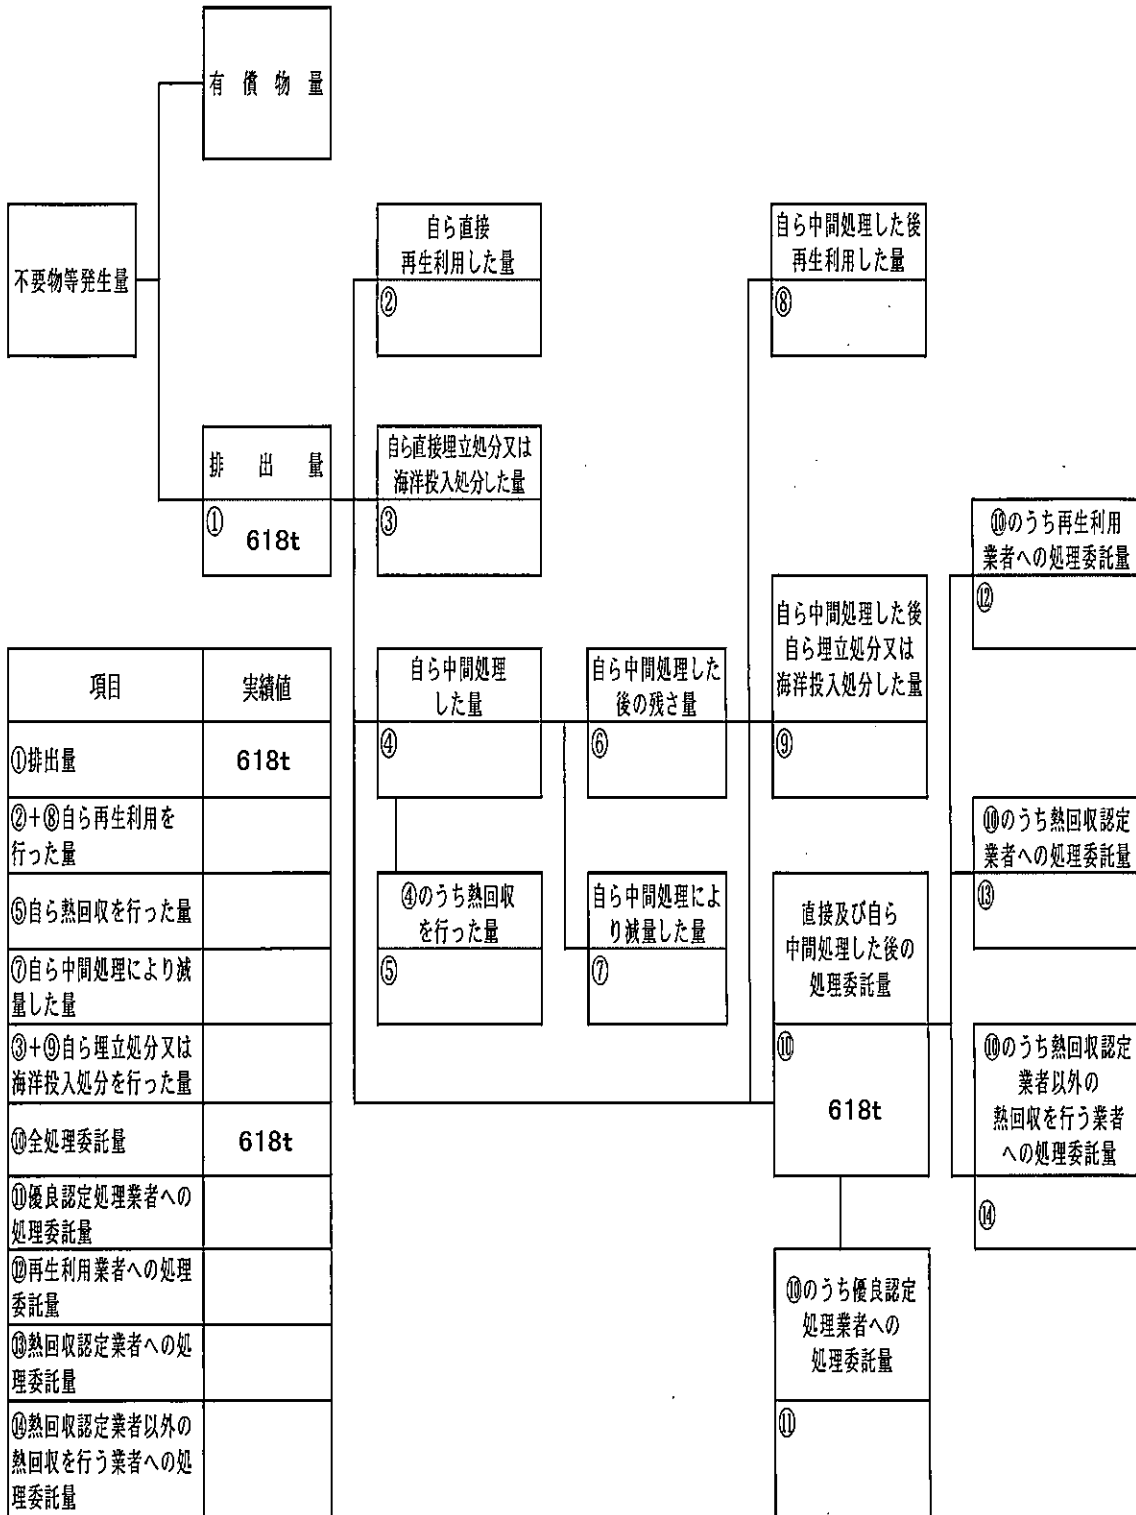 有償物量
不要物等発生量
自ら直接
再生利用した量
②
自ら中間処理した後
再生利用した量
⑧
排出量
①
618t
自ら直接埋立処分又は
海洋投入処分した量
③
⑩のうち再生利用
業者への処理委託量
⑫
自ら中間処理
した量
④
自ら中間処理した
後の残さ量
⑥
自ら中間処理した後
自ら埋立処分又は
海洋投入処分した量
⑨
④のうち熱回収
を行った量
⑤
自ら中間処理によ
り減量した量
⑦
直接及び自ら
中間処理した後の
処理委託量
⑩
618t
⑩のうち熱回収認定
業者への処理委託量
⑬
⑩のうち熱回収認定
業者以外の
熱回収を行う業者
への処理委託量
⑭
⑩のうち優良認定
処理業者への
処理委託量
⑪
項目 実績値
①排出量 618t
②+⑧自ら再生利用を
行った量
⑤自ら熱回収を行った量
⑦自ら中間処理により減
量した量
③+⑨自ら埋立処分又は
海洋投入処分を行った量
⑩全処理委託量 618t
⑪優良認定処理業者への
処理委託量
⑫再生利用業者への処理
委託量
⑬熱回収認定業者への処
理委託量
⑭熱回収認定業者以外の
熱回収を行う業者への処
理委託量